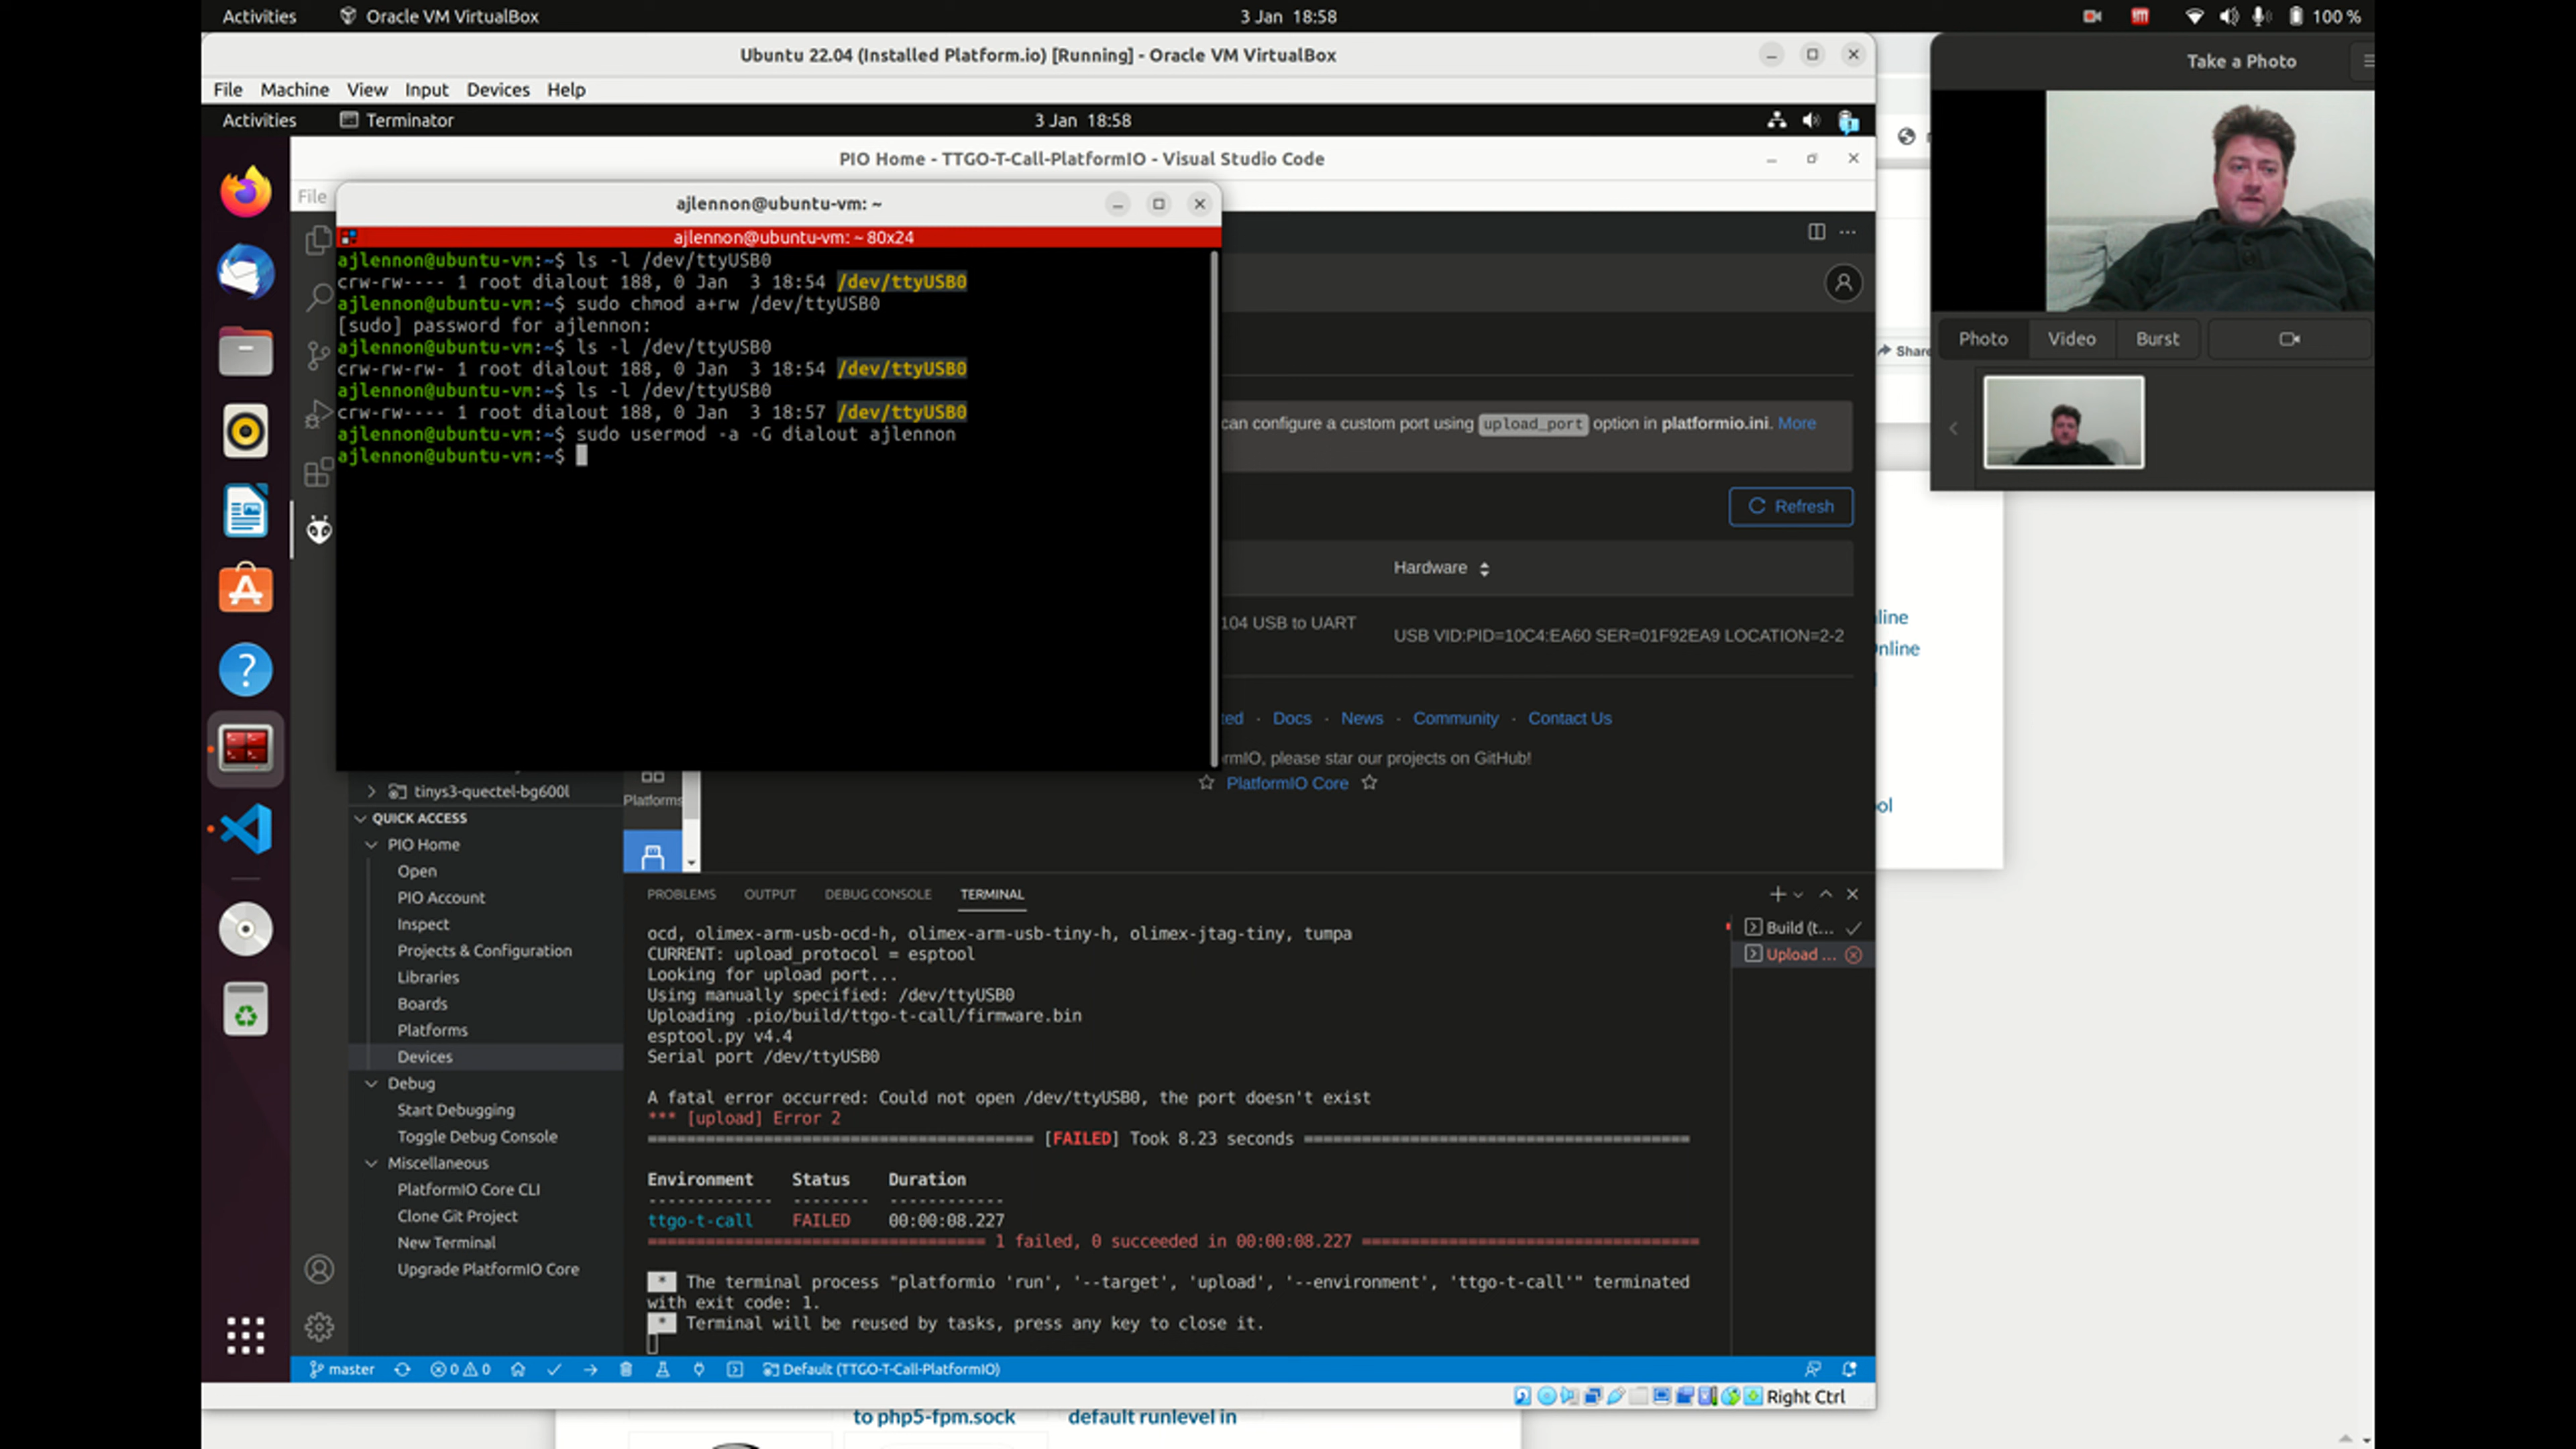 Activities Oracle VM VirtualBox 3 Jan 18:58 100 %
Ubuntu 22.04 (Installed Platform.io) [Running] - Oracle VM VirtualBox
File Machine View Input Devices Help
Activities Terminator 3 Jan 18:58
PIO Home - TTGO-T-Call-PlatformIO - Visual Studio Code
File
ajlennon@ubuntu-vm: ~
ajlennon@ubuntu-vm: ~ 80x24
ajlennon@ubuntu-vm:~$ ls -l /dev/ttyUSB0
crw-rw---- 1 root dialout 188, 0 Jan  3 18:54 /dev/ttyUSB0
ajlennon@ubuntu-vm:~$ sudo chmod a+rw /dev/ttyUSB0
[sudo] password for ajlennon:
ajlennon@ubuntu-vm:~$ ls -l /dev/ttyUSB0
crw-rw-rw- 1 root dialout 188, 0 Jan  3 18:54 /dev/ttyUSB0
ajlennon@ubuntu-vm:~$ ls -l /dev/ttyUSB0
crw-rw---- 1 root dialout 188, 0 Jan  3 18:57 /dev/ttyUSB0
ajlennon@ubuntu-vm:~$ sudo usermod -a -G dialout ajlennon
ajlennon@ubuntu-vm:~$
can configure a custom port using upload_port option in platformio.ini. More
Refresh
Hardware
104 USB to UART
USB VID:PID=10C4:EA60 SER=01F92EA9 LOCATION=2-2
Docs · News · Community · Contact Us
please star our projects on GitHub!
PlatformIO Core
Take a Photo
Photo Video Burst
Share
tinys3-quectel-bg600l
QUICK ACCESS
PIO Home
Open
PIO Account
Inspect
Projects & Configuration
Libraries
Boards
Platforms
Devices
Debug
Start Debugging
Toggle Debug Console
Miscellaneous
PlatformIO Core CLI
Clone Git Project
New Terminal
Upgrade PlatformIO Core
Platforms
PROBLEMS OUTPUT DEBUG CONSOLE TERMINAL
ocd, olimex-arm-usb-ocd-h, olimex-arm-usb-tiny-h, olimex-jtag-tiny, tumpa
CURRENT: upload_protocol = esptool
Looking for upload port...
Using manually specified: /dev/ttyUSB0
Uploading .pio/build/ttgo-t-call/firmware.bin
esptool.py v4.4
Serial port /dev/ttyUSB0
A fatal error occurred: Could not open /dev/ttyUSB0, the port doesn't exist
*** [upload] Error 2
[FAILED] Took 8.23 seconds
Environment Status Duration
ttgo-t-call FAILED 00:00:08.227
1 failed, 0 succeeded in 00:00:08.227
* The terminal process "platformio 'run', '--target', 'upload', '--environment', 'ttgo-t-call'" terminated
with exit code: 1.
* Terminal will be reused by tasks, press any key to close it.
Build (t...
Upload ...
master 0 0 Default (TTGO-T-Call-PlatformIO)
Right Ctrl
to php5-fpm.sock default runlevel in